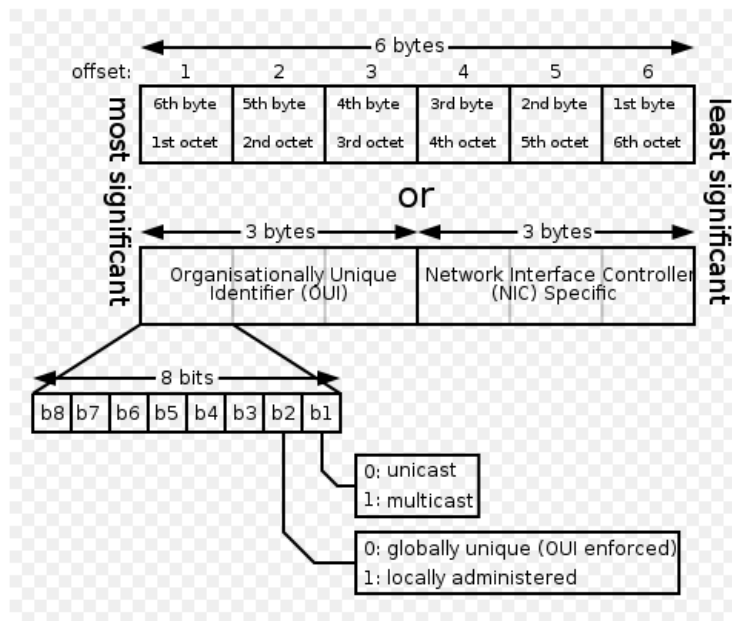 6 bytes
offset: 1 2 3 4 5 6
6th byte 5th byte 4th byte 3rd byte 2nd byte 1st byte
1st octet 2nd octet 3rd octet 4th octet 5th octet 6th octet
most significant
least significant
or
3 bytes 3 bytes
Organisationally Unique Network Interface Controller
Identifier (OUI) (NIC) Specific
8 bits
b8 b7 b6 b5 b4 b3 b2 b1
0: unicast
1: multicast
0: globally unique (OUI enforced)
1: locally administered